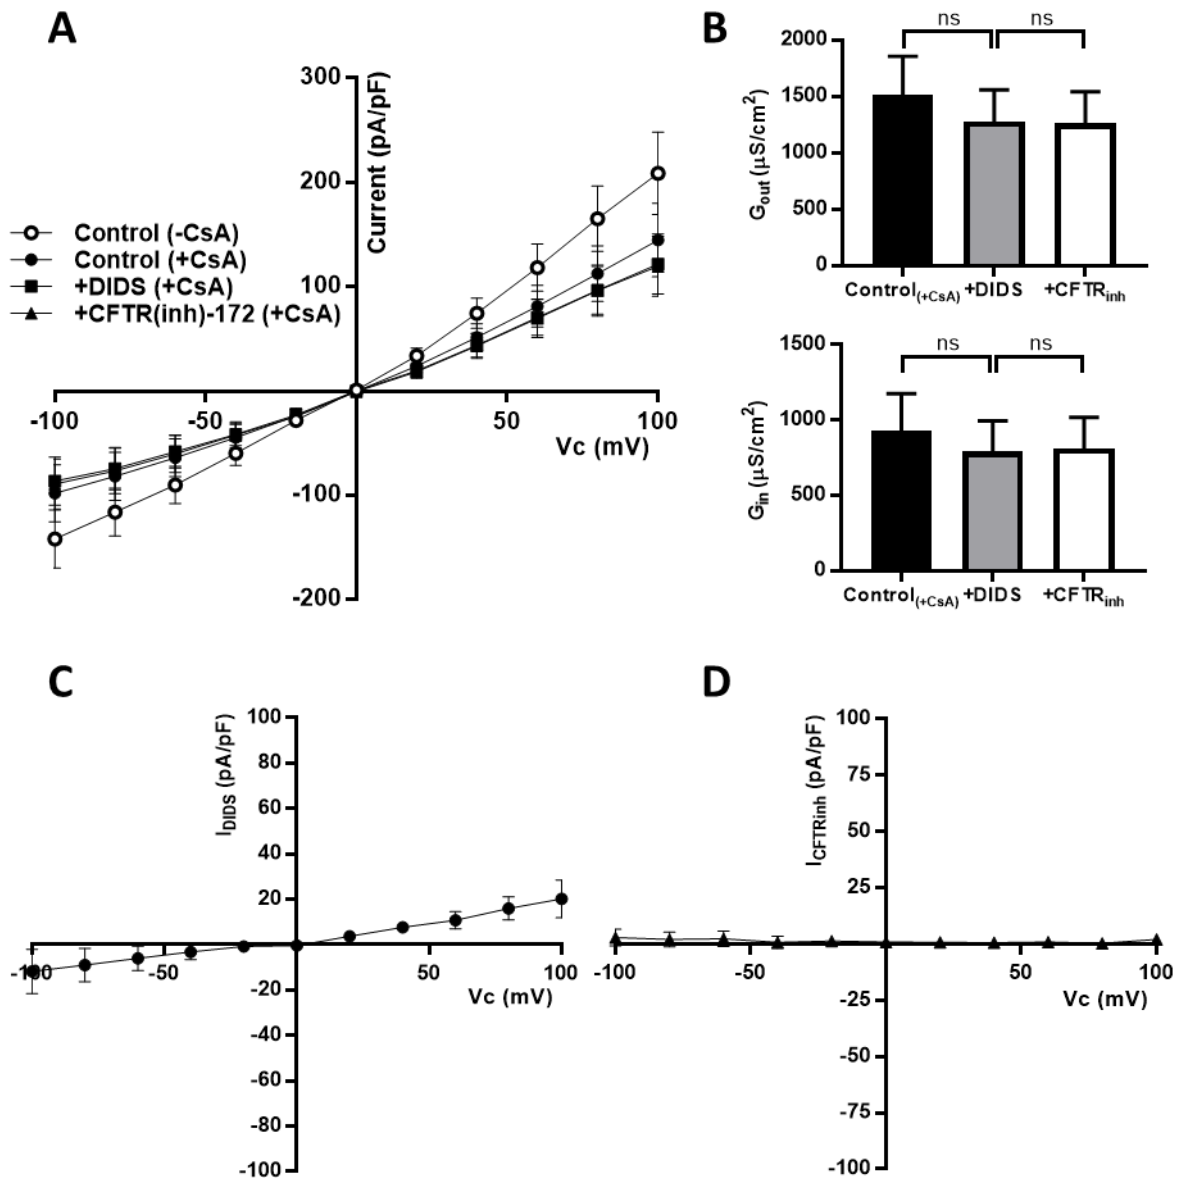 A
300
200
100
-100
-200
Current (pA/pF)
-100
-50
50
100
Vc (mV)
Control (-CsA)
Control (+CsA)
+DIDS (+CsA)
+CFTR(inh)-172 (+CsA)
B
ns
ns
2000
1500
1000
500
0
Gout (µS/cm²)
Control(+CsA)
+DIDS
+CFTRinh
ns
ns
1500
1000
500
0
Gin (µS/cm²)
Control(+CsA)
+DIDS
+CFTRinh
C
100
80
60
40
20
-20
-40
-60
-80
-100
IDIDS (pA/pF)
-100
-50
50
100
Vc (mV)
D
100
75
50
25
-25
-50
-75
-100
ICFTRinh (pA/pF)
-100
-50
50
100
Vc (mV)